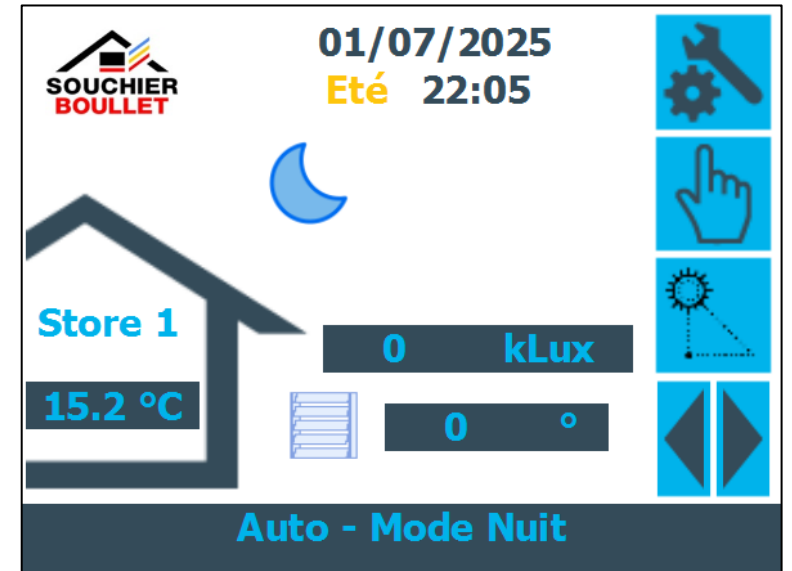 SOUCHIER
BOULLET
01/07/2025
Eté 22:05
Store 1
15.2 °C
0 kLux
0 °
Auto - Mode Nuit